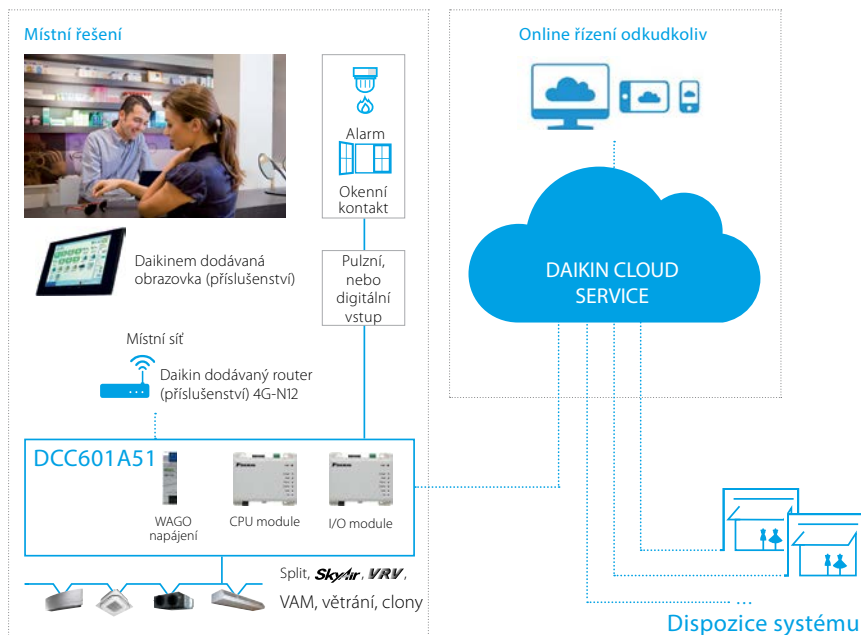 Místní řešení
Alarm
Okenní
kontakt
Daikinem dodávaná
obrazovka (příslušenství)
Pulzní,
nebo
digitální
vstup
Místní síť
Daikin dodávaný router
(příslušenství) 4G-N12
DCC601A51
WAGO
napájení
CPU module
I/O module
Split, SkyAir, VRV,
VAM, větrání, clony
Online řízení odkudkoliv
DAIKIN CLOUD
SERVICE
...
Dispozice systému